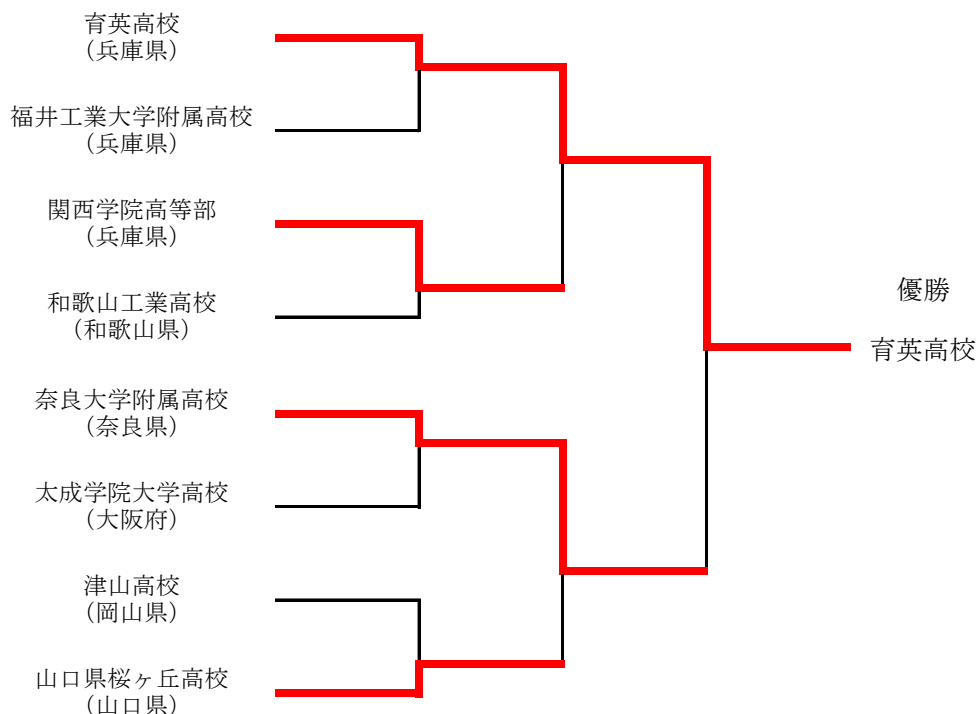 育英高校
(兵庫県)
福井工業大学附属高校
(兵庫県)
関西学院高等部
(兵庫県)
和歌山工業高校
(和歌山県)
奈良大学附属高校
(奈良県)
太成学院大学高校
(大阪府)
津山高校
(岡山県)
山口県桜ヶ丘高校
(山口県)
優勝
育英高校